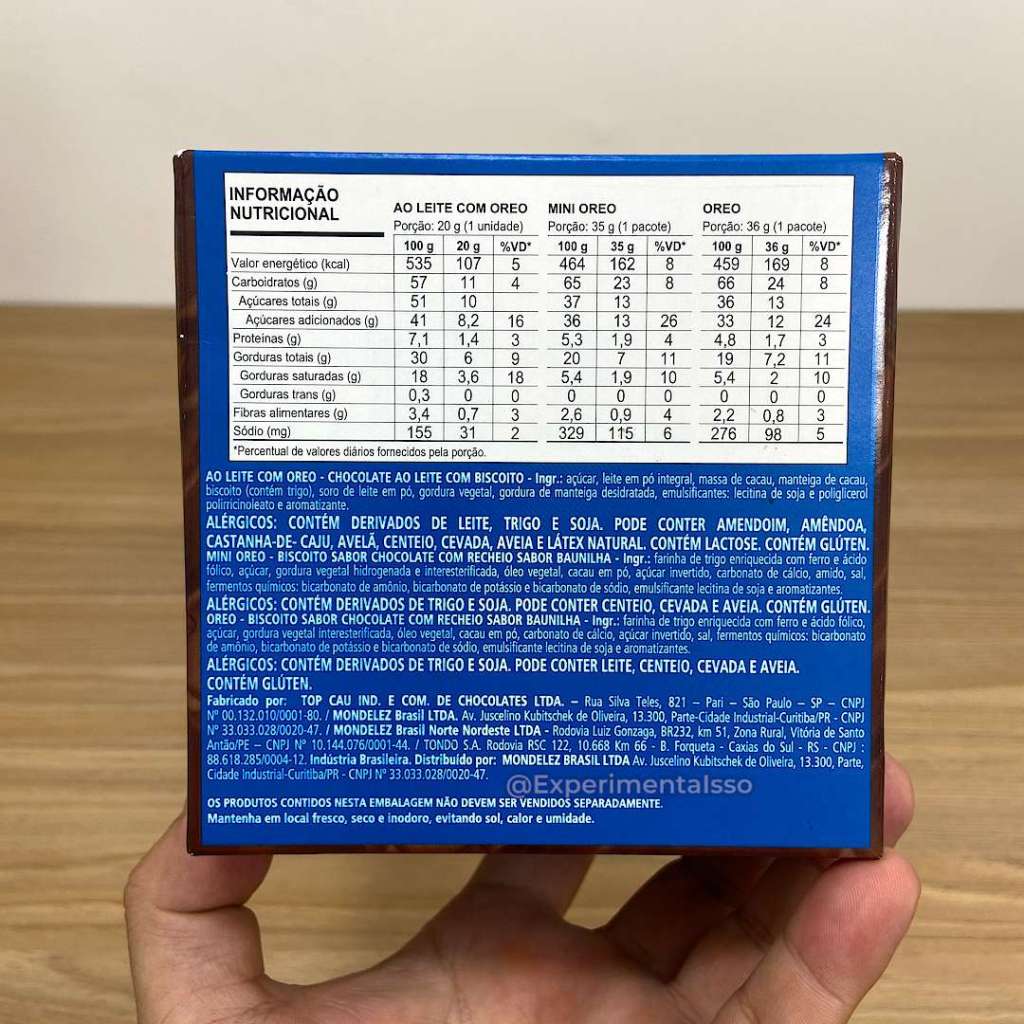 INFORMAÇÃO
NUTRICIONAL
AO LEITE COM OREO MINI OREO OREO
Porção: 20 g (1 unidade) Porção: 35 g (1 pacote) Porção: 36 g (1 pacote)
100 g 20 g %VD* 100 g 35 g %VD* 100 g 36 g %VD*
Valor energético (kcal) 535 107 5 464 162 8 459 169 8
Carboidratos (g) 57 11 4 65 23 8 66 24 8
Açúcares totais (g) 51 10 37 13 36 13
Açúcares adicionados (g) 41 8,2 16 36 13 26 33 12 24
Proteínas (g) 7,1 1,4 3 5,3 1,9 4 4,8 1,7 3
Gorduras totais (g) 30 6 9 20 7 11 19 7,2 11
Gorduras saturadas (g) 18 3,6 18 5,4 1,9 10 5,4 2 10
Gorduras trans (g) 0,3 0 0 0 0 0 0 0 0
Fibras alimentares (g) 3,4 0,7 3 2,6 0,9 4 2,2 0,8 3
Sódio (mg) 155 31 2 329 115 6 276 98 5
*Percentual de valores diários fornecidos pela porção.
AO LEITE COM OREO - CHOCOLATE AO LEITE COM BISCOITO - Ingr.: açúcar, leite em pó integral, massa de cacau, manteiga de cacau,
biscoito (contém trigo), soro de leite em pó, gordura vegetal, gordura de manteiga desidratada, emulsificantes: lecitina de soja e poliglicerol
polirricinoleato e aromatizante.
ALÉRGICOS: CONTÉM DERIVADOS DE LEITE, TRIGO E SOJA. PODE CONTER AMENDOIM, AMÊNDOA,
CASTANHA-DE- CAJU, AVELÃ, CENTEIO, CEVADA, AVEIA E LÁTEX NATURAL. CONTÉM LACTOSE. CONTÉM GLÚTEN.
MINI OREO - BISCOITO SABOR CHOCOLATE COM RECHEIO SABOR BAUNILHA - Ingr.: farinha de trigo enriquecida com ferro e ácido
fólico, açúcar, gordura vegetal hidrogenada e interesterificada, óleo vegetal, cacau em pó, açúcar invertido, carbonato de cálcio, amido, sal,
fermentos químicos: bicarbonato de amônio, bicarbonato de potássio e bicarbonato de sódio, emulsificante lecitina de soja e aromatizantes.
ALÉRGICOS: CONTÉM DERIVADOS DE TRIGO E SOJA. PODE CONTER CENTEIO, CEVADA E AVEIA. CONTÉM GLÚTEN.
OREO - BISCOITO SABOR CHOCOLATE COM RECHEIO SABOR BAUNILHA - Ingr.: farinha de trigo enriquecida com ferro e ácido fólico,
açúcar, gordura vegetal interesterificada, óleo vegetal, cacau em pó, carbonato de cálcio, açúcar invertido, sal, fermentos químicos: bicarbonato
de amônio, bicarbonato de potássio e bicarbonato de sódio, emulsificante lecitina de soja e aromatizantes.
ALÉRGICOS: CONTÉM DERIVADOS DE TRIGO E SOJA. PODE CONTER LEITE, CENTEIO, CEVADA E AVEIA.
CONTÉM GLÚTEN.
Fabricado por: TOP CAU IND. E COM. DE CHOCOLATES LTDA. – Rua Silva Teles, 821 – Pari – São Paulo – SP – CNPJ
Nº 00.132.010/0001-80. / MONDELEZ Brasil LTDA. Av. Juscelino Kubitschek de Oliveira, 13.300, Parte-Cidade Industrial-Curitiba/PR - CNPJ
Nº 33.033.028/0020-47. / MONDELEZ Brasil Norte Nordeste LTDA - Rodovia Luiz Gonzaga, BR232, km 51, Zona Rural, Vitória de Santo
Antão/PE – CNPJ Nº 10.144.076/0001-44. / TONDO S.A. Rodovia RSC 122, 10.668 Km 66 - B. Forqueta - Caxias do Sul - RS - CNPJ :
88.618.285/0004-12. Indústria Brasileira. Distribuído por: MONDELEZ BRASIL LTDA Av. Juscelino Kubitschek de Oliveira, 13.300, Parte,
Cidade Industrial-Curitiba/PR - CNPJ Nº 33.033.028/0020-47.
@ExperimentaIsso
OS PRODUTOS CONTIDOS NESTA EMBALAGEM NÃO DEVEM SER VENDIDOS SEPARADAMENTE.
Mantenha em local fresco, seco e inodoro, evitando sol, calor e umidade.